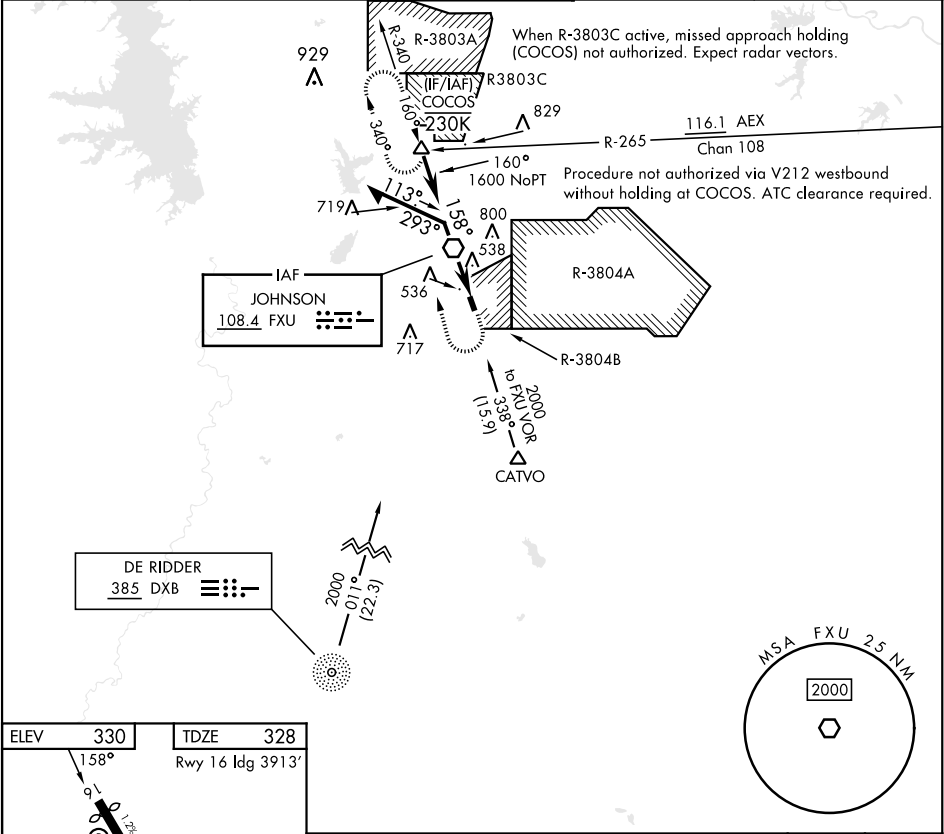 R-3803A
R-340
When R-3803C active, missed approach holding
(COCOS) not authorized. Expect radar vectors.
929
R3803C
(IF/IAF)
COCOS
230K
160°
340°
829
R-265
116.1 AEX
Chan 108
160°
1600 NoPT
Procedure not authorized via V212 westbound
without holding at COCOS. ATC clearance required.
113°
293°
158°
719
800
538
R-3804A
IAF
JOHNSON
108.4 FXU
536
717
R-3804B
2000
to FXU VOR
338°
(15.9)
CATVO
DE RIDDER
385 DXB
2000
011°
(22.3)
MSA FXU 25 NM
2000
ELEV 330
TDZE 328
158°
Rwy 16 ldg 3913'
16
1.2%